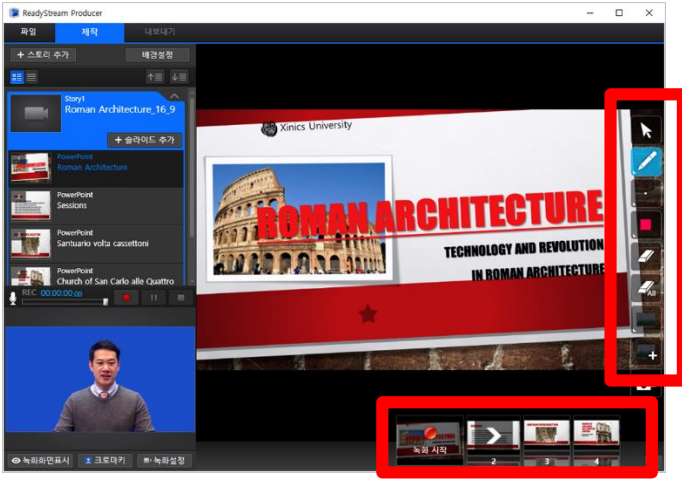 ReadyStream Producer
파일 제작 내보내기
+ 스토리 추가 배경설정
Story1
Roman Architecture_16_9
+ 슬라이드 추가
PowerPoint
Roman Architecture
PowerPoint
Sessions
PowerPoint
Santuario volta cassettoni
PowerPoint
Church of San Carlo alle Quattro
REC 00:00:00
녹화화면표시 크로마키 녹화설정
Xinics University
ROMAN ARCHITECTURE
TECHNOLOGY AND REVOLUTION
IN ROMAN ARCHITECTURE
All
녹화 시작
2 3 4